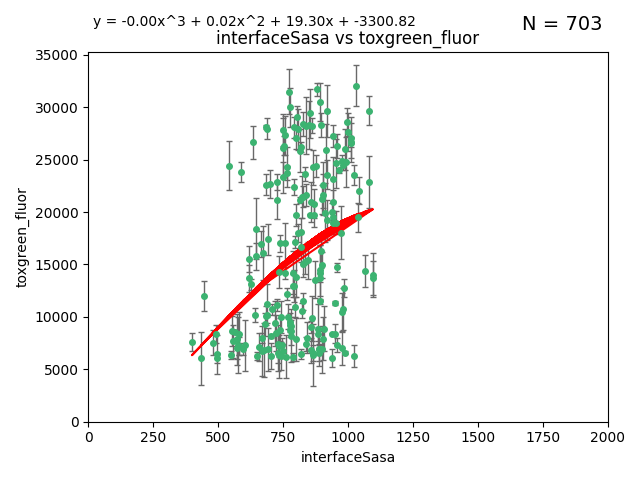 y = -0.00x^3 + 0.02x^2 + 19.30x + -3300.82
N = 703
interfaceSasa vs toxgreen_fluor
35000
30000
25000
20000
15000
10000
5000
0
toxgreen_fluor
0 250 500 750 1000 1250 1500 1750 2000
interfaceSasa